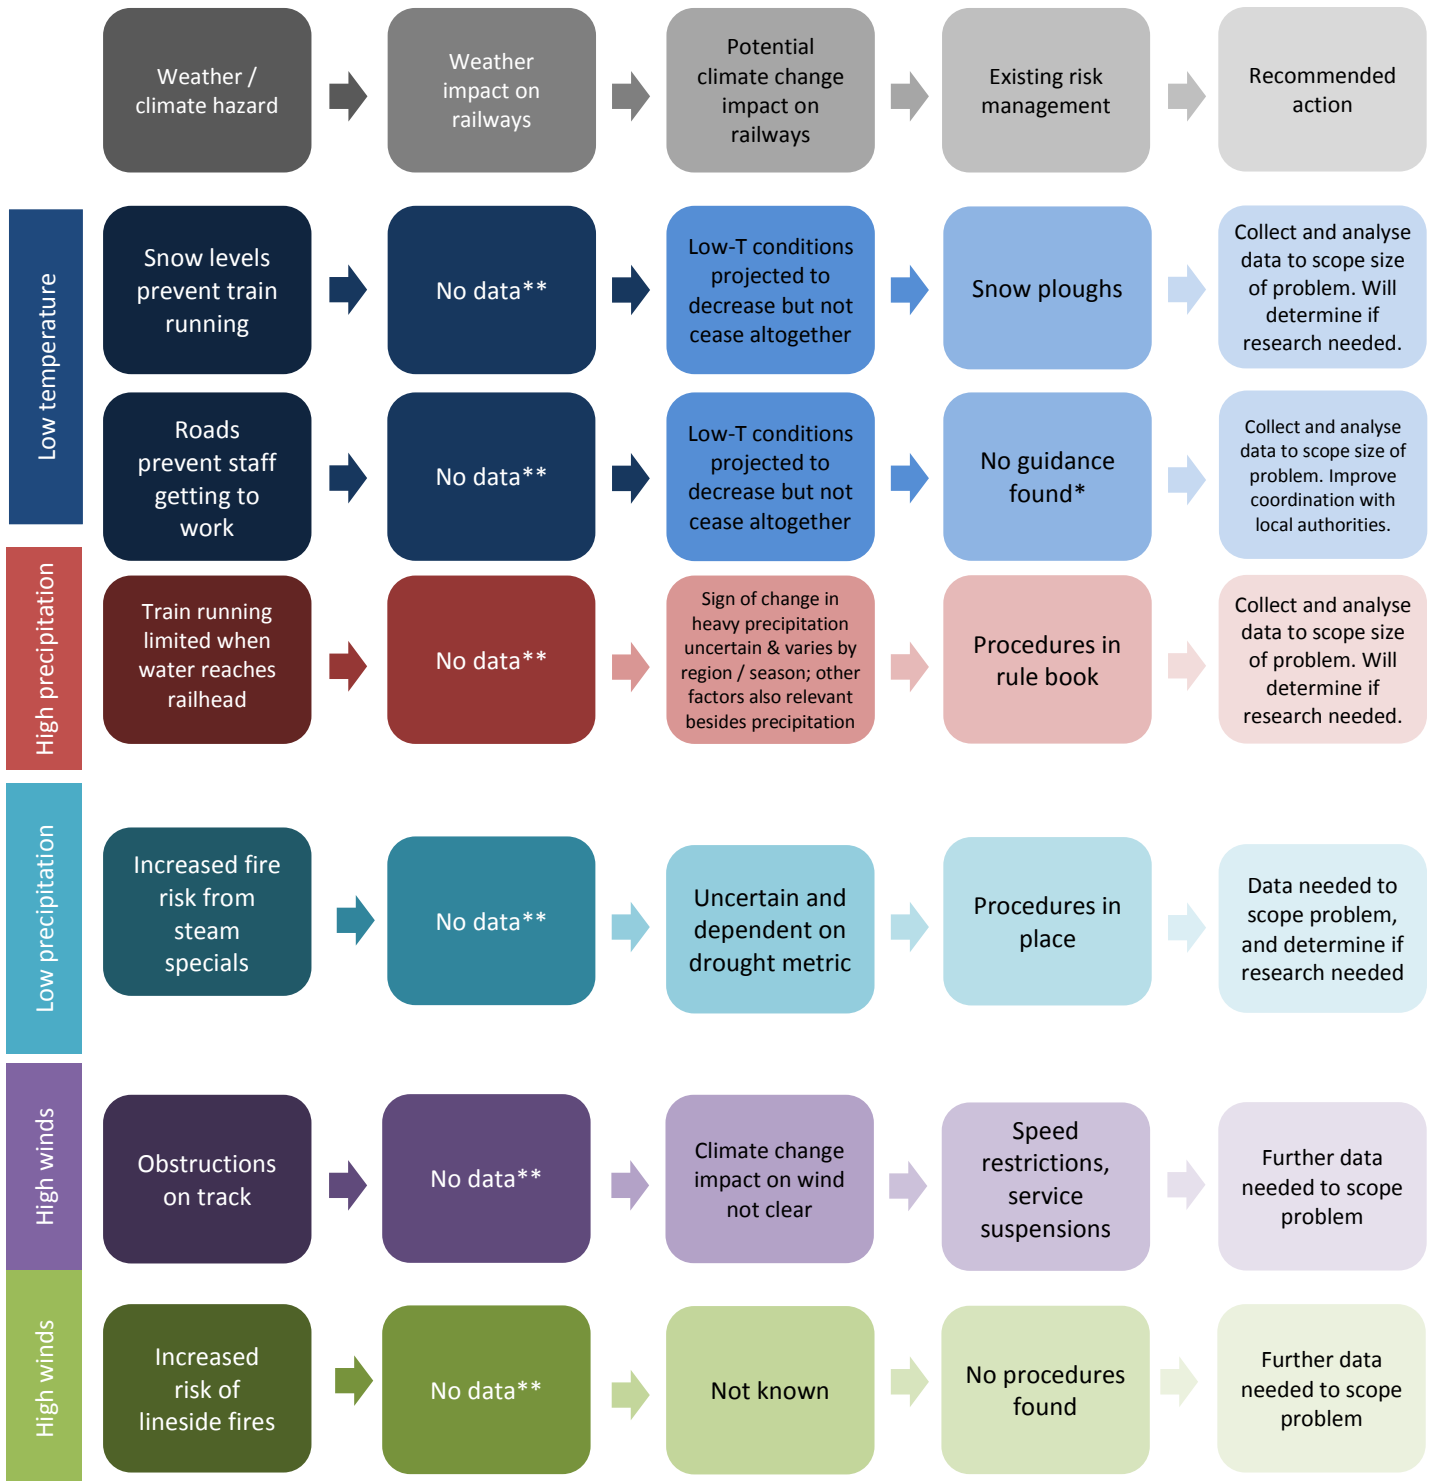 Weather /
climate hazard
Weather
impact on
railways
Potential
climate change
impact on
railways
Existing risk
management
Recommended
action
Low temperature
Snow levels
prevent train
running
No data**
Low-T conditions
projected to
decrease but not
cease altogether
Snow ploughs
Collect and analyse
data to scope size
of problem. Will
determine if
research needed.
Roads
prevent staff
getting to
work
No data**
Low-T conditions
projected to
decrease but not
cease altogether
No guidance
found*
Collect and analyse
data to scope size of
problem. Improve
coordination with
local authorities.
High precipitation
Train running
limited when
water reaches
railhead
No data**
Sign of change in
heavy precipitation
uncertain & varies by
region / season; other
factors also relevant
besides precipitation
Procedures in
rule book
Collect and analyse
data to scope size
of problem. Will
determine if
research needed.
Low precipitation
Increased fire
risk from
steam
specials
No data**
Uncertain and
dependent on
drought metric
Procedures in
place
Data needed to
scope problem,
and determine if
research needed
High winds
Obstructions
on track
No data**
Climate change
impact on wind
not clear
Speed
restrictions,
service
suspensions
Further data
needed to scope
problem
High winds
Increased
risk of
lineside fires
No data**
Not known
No procedures
found
Further data
needed to scope
problem